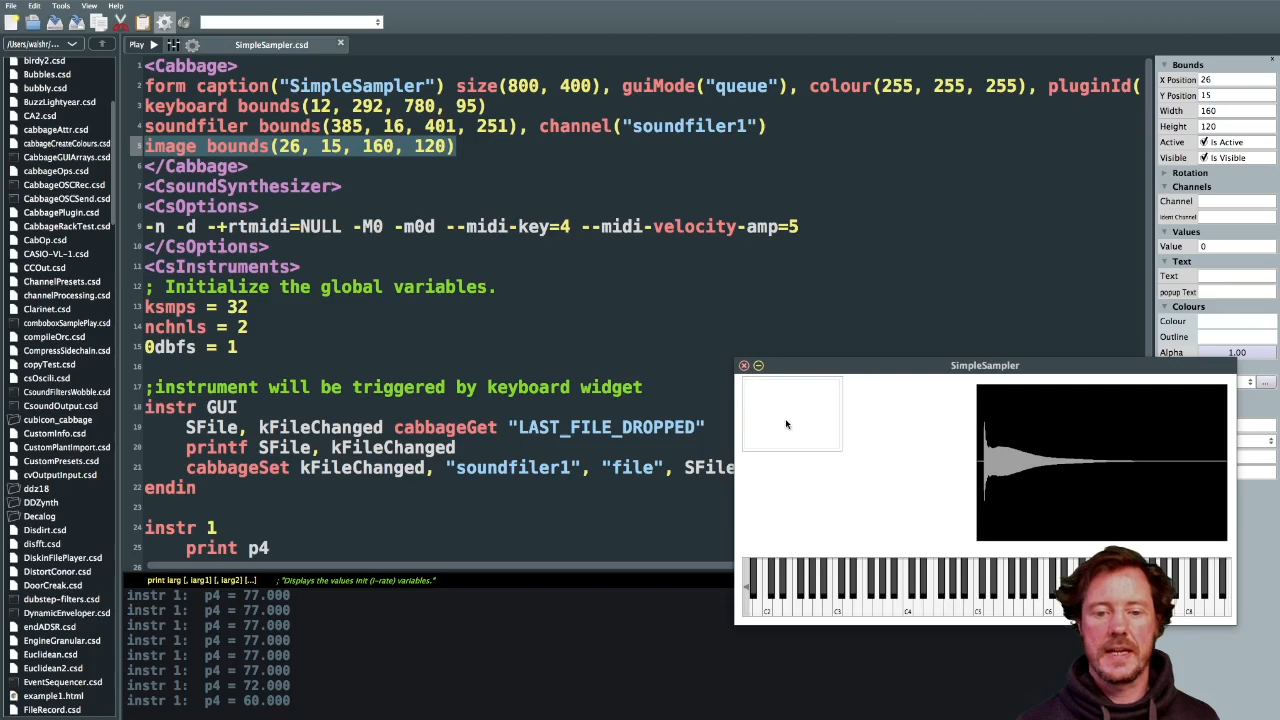 File Edit Tools View Help
/Users/walshr/
Play
SimpleSampler.csd
birdy2.csd
Bubbles.csd
bubbly.csd
BuzzLightyear.csd
CA2.csd
cabbageAttr.csd
cabbageCreateColours.csd
CabbageGUIArrays.csd
cabbageOps.csd
CabbageOSCRec.csd
CabbageOSCSend.csd
CabbagePlugin.csd
CabbageRackTest.csd
CabOp.csd
CASIO-VL-1.csd
CCOut.csd
ChannelPresets.csd
channelProcessing.csd
Clarinet.csd
comboboxSamplePlay.csd
compileOrc.csd
CompressSidechain.csd
copyTest.csd
csOscili.csd
CsoundFiltersWobble.csd
CsoundOutput.csd
cubicon_cabbage
CustomInfo.csd
CustomPlantImport.csd
CustomPresets.csd
cvOutputInput.csd
ddz18
DDZynth
Decalog
Disdirt.csd
disfft.csd
DiskInFilePlayer.csd
DistortConor.csd
DoorCreak.csd
dubstep-filters.csd
DynamicEnveloper.csd
endADSR.csd
EngineGranular.csd
Euclidean.csd
Euclidean2.csd
EventSequencer.csd
example1.html
FileRecord.csd
1 <Cabbage>
2 form caption("SimpleSampler") size(800, 400), guiMode("queue"), colour(255, 255, 255), pluginId(
3 keyboard bounds(12, 292, 780, 95)
4 soundfiler bounds(385, 16, 401, 251), channel("soundfiler1")
5 image bounds(26, 15, 160, 120)
6 </Cabbage>
7 <CsoundSynthesizer>
8 <CsOptions>
9 -n -d -+rtmidi=NULL -M0 -m0d --midi-key=4 --midi-velocity-amp=5
10 </CsOptions>
11 <CsInstruments>
12 ; Initialize the global variables.
13 ksmps = 32
14 nchnls = 2
15 0dbfs = 1
16
17 ;instrument will be triggered by keyboard widget
18 instr GUI
19 SFile, kFileChanged cabbageGet "LAST_FILE_DROPPED"
20 printf SFile, kFileChanged
21 cabbageSet kFileChanged, "soundfiler1", "file", SFile
22 endin
23
24 instr 1
25 print p4
26
print iarg [, iarg1] [, iarg2] [...] ; "Displays the values init (i-rate) variables."
instr 1: p4 = 77.000
instr 1: p4 = 77.000
instr 1: p4 = 77.000
instr 1: p4 = 77.000
instr 1: p4 = 77.000
instr 1: p4 = 77.000
instr 1: p4 = 72.000
instr 1: p4 = 60.000
SimpleSampler
C2 C3 C4 C5 C6 C8
Bounds
X Position 26
Y Position 15
Width 160
Height 120
Active Is Active
Visible Is Visible
Rotation
Channels
Channel
Ident Channel
Values
Value 0
Text
Text
popup Text
Colours
Colour
Outline
Alpha 1.00
...